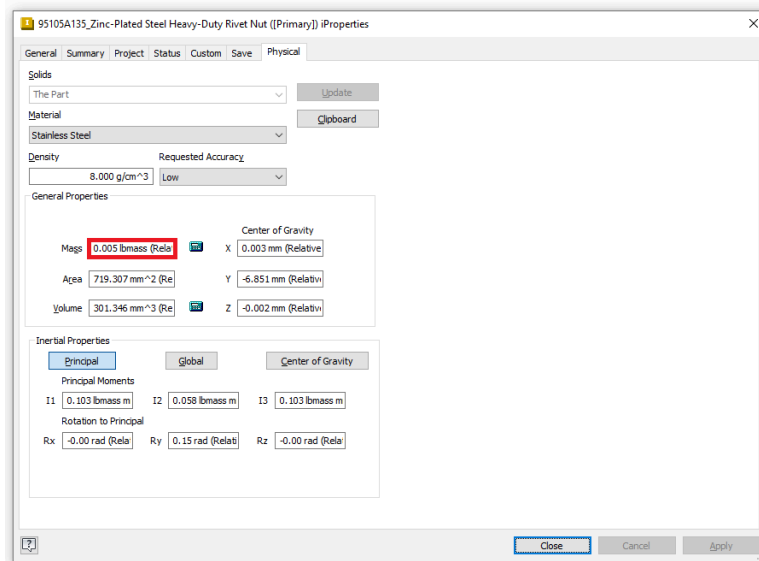 95105A135_Zinc-Plated Steel Heavy-Duty Rivet Nut ([Primary]) iProperties
General Summary Project Status Custom Save Physical
Solids
The Part Update
Material Clipboard
Stainless Steel
Density Requested Accuracy
8.000 g/cm^3 Low
General Properties
Center of Gravity
Mass 0.005 lbmass (Rela X 0.003 mm (Relative
Area 719.307 mm^2 (Re Y -6.851 mm (Relativ
Volume 301.346 mm^3 (Re Z -0.002 mm (Relativ
Inertial Properties
Principal Global Center of Gravity
Principal Moments
I1 0.103 lbmass m I2 0.058 lbmass m I3 0.103 lbmass m
Rotation to Principal
Rx -0.00 rad (Rela Ry 0.15 rad (Relati Rz -0.00 rad (Rela
Close Cancel Apply